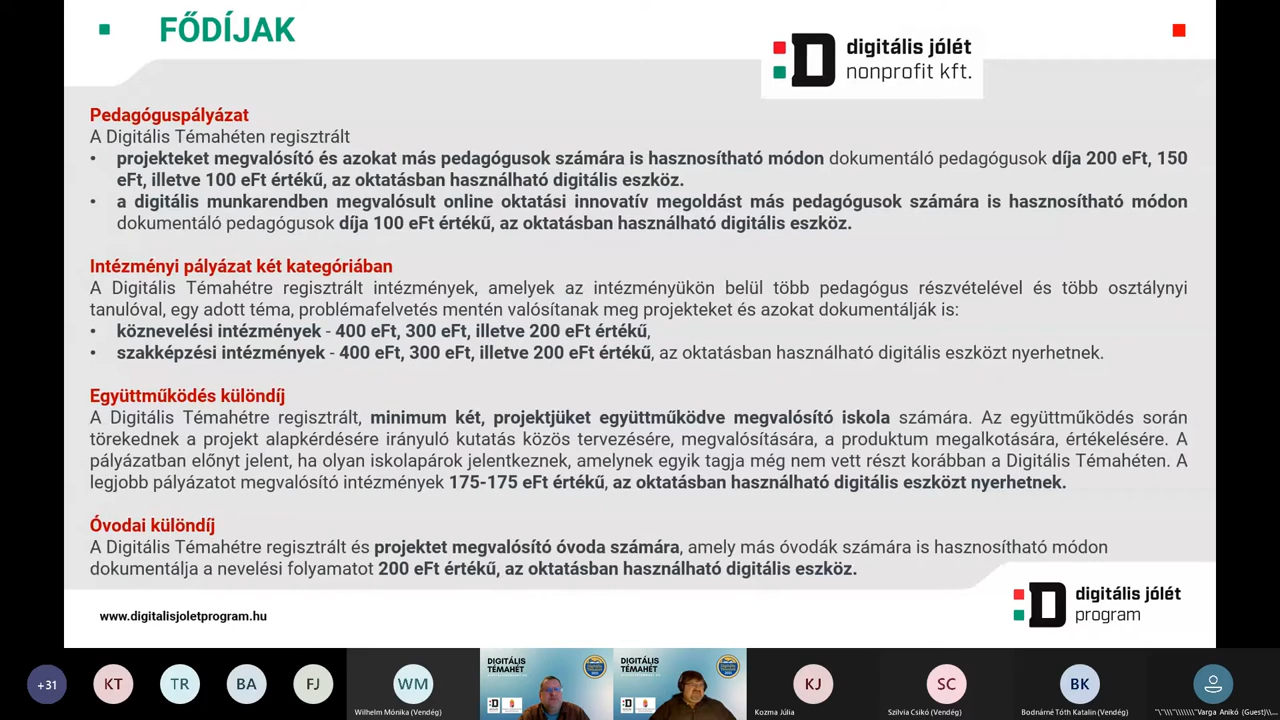 FŐDÍJAK
digitális jólét
nonprofit kft.
Pedagóguspályázat
A Digitális Témahéten regisztrált
• projekteket megvalósító és azokat más pedagógusok számára is hasznosítható módon dokumentáló pedagógusok díja 200 eFt, 150
eFt, illetve 100 eFt értékű, az oktatásban használható digitális eszköz.
• a digitális munkarendben megvalósult online oktatási innovatív megoldást más pedagógusok számára is hasznosítható módon
dokumentáló pedagógusok díja 100 eFt értékű, az oktatásban használható digitális eszköz.
Intézményi pályázat két kategóriában
A Digitális Témahétre regisztrált intézmények, amelyek az intézményükön belül több pedagógus részvételével és több osztálynyi
tanulóval, egy adott téma, problémafelvetés mentén valósítanak meg projekteket és azokat dokumentálják is:
• köznevelési intézmények - 400 eFt, 300 eFt, illetve 200 eFt értékű,
• szakképzési intézmények - 400 eFt, 300 eFt, illetve 200 eFt értékű, az oktatásban használható digitális eszközt nyerhetnek.
Együttműködés különdíj
A Digitális Témahétre regisztrált, minimum két, projektjüket együttműködve megvalósító iskola számára. Az együttműködés során
törekednek a projekt alapkérdésére irányuló kutatás közös tervezésére, megvalósítására, a produktum megalkotására, értékelésére. A
pályázatban előnyt jelent, ha olyan iskolapárok jelentkeznek, amelynek egyik tagja még nem vett részt korábban a Digitális Témahéten. A
legjobb pályázatot megvalósító intézmények 175-175 eFt értékű, az oktatásban használható digitális eszközt nyerhetnek.
Óvodai különdíj
A Digitális Témahétre regisztrált és projektet megvalósító óvoda számára, amely más óvodák számára is hasznosítható módon
dokumentálja a nevelési folyamatot 200 eFt értékű, az oktatásban használható digitális eszköz.
www.digitalisjoletprogram.hu
digitális jólét
program
+31
KT
TR
BA
FJ
WM
Wilhelm Mónika (Vendég)
DIGITÁLIS
TÉMAHÉT
DIGITÁLIS
TÉMAHÉT
KJ
Kozma Júlia
SC
Szilvia Csikó (Vendég)
BK
Bodnárné Tóth Katalin (Vendég)
"\"\\\"\\\\\\\"Varga Anikó (Guest)\\